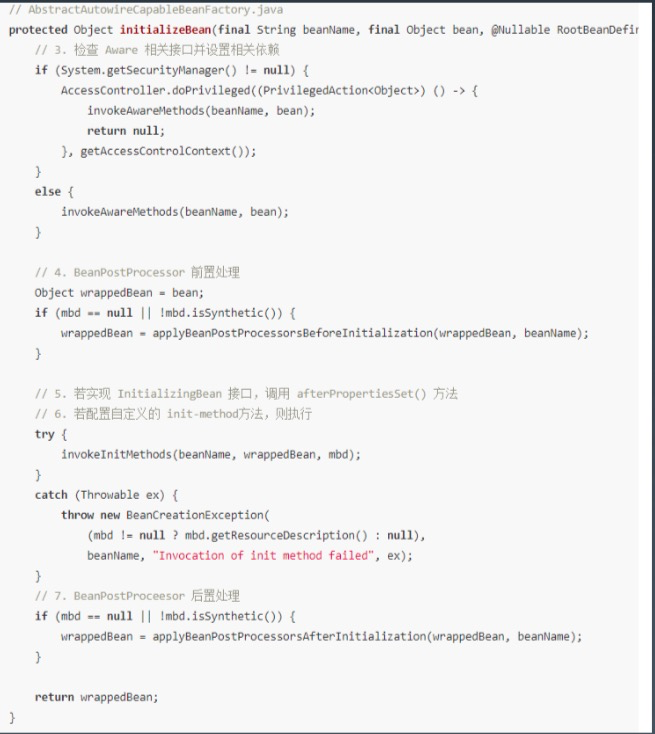 // AbstractAutowireCapableBeanFactory.java
protected Object initializeBean(final String beanName, final Object bean, @Nullable RootBeanDefin
// 3. 检查 Aware 相关接口并设置相关依赖
if (System.getSecurityManager() != null) {
AccessController.doPrivileged((PrivilegedAction<Object>) () -> {
invokeAwareMethods(beanName, bean);
return null;
}, getAccessControlContext());
}
else {
invokeAwareMethods(beanName, bean);
}
// 4. BeanPostProcessor 前置处理
Object wrappedBean = bean;
if (mbd == null || !mbd.isSynthetic()) {
wrappedBean = applyBeanPostProcessorsBeforeInitialization(wrappedBean, beanName);
}
// 5. 若实现 InitializingBean 接口，调用 afterPropertiesSet() 方法
// 6. 若配置自定义的 init-method方法，则执行
try {
invokeInitMethods(beanName, wrappedBean, mbd);
}
catch (Throwable ex) {
throw new BeanCreationException(
(mbd != null ? mbd.getResourceDescription() : null),
beanName, "Invocation of init method failed", ex);
}
// 7. BeanPostProceesor 后置处理
if (mbd == null || !mbd.isSynthetic()) {
wrappedBean = applyBeanPostProcessorsAfterInitialization(wrappedBean, beanName);
}
return wrappedBean;
}